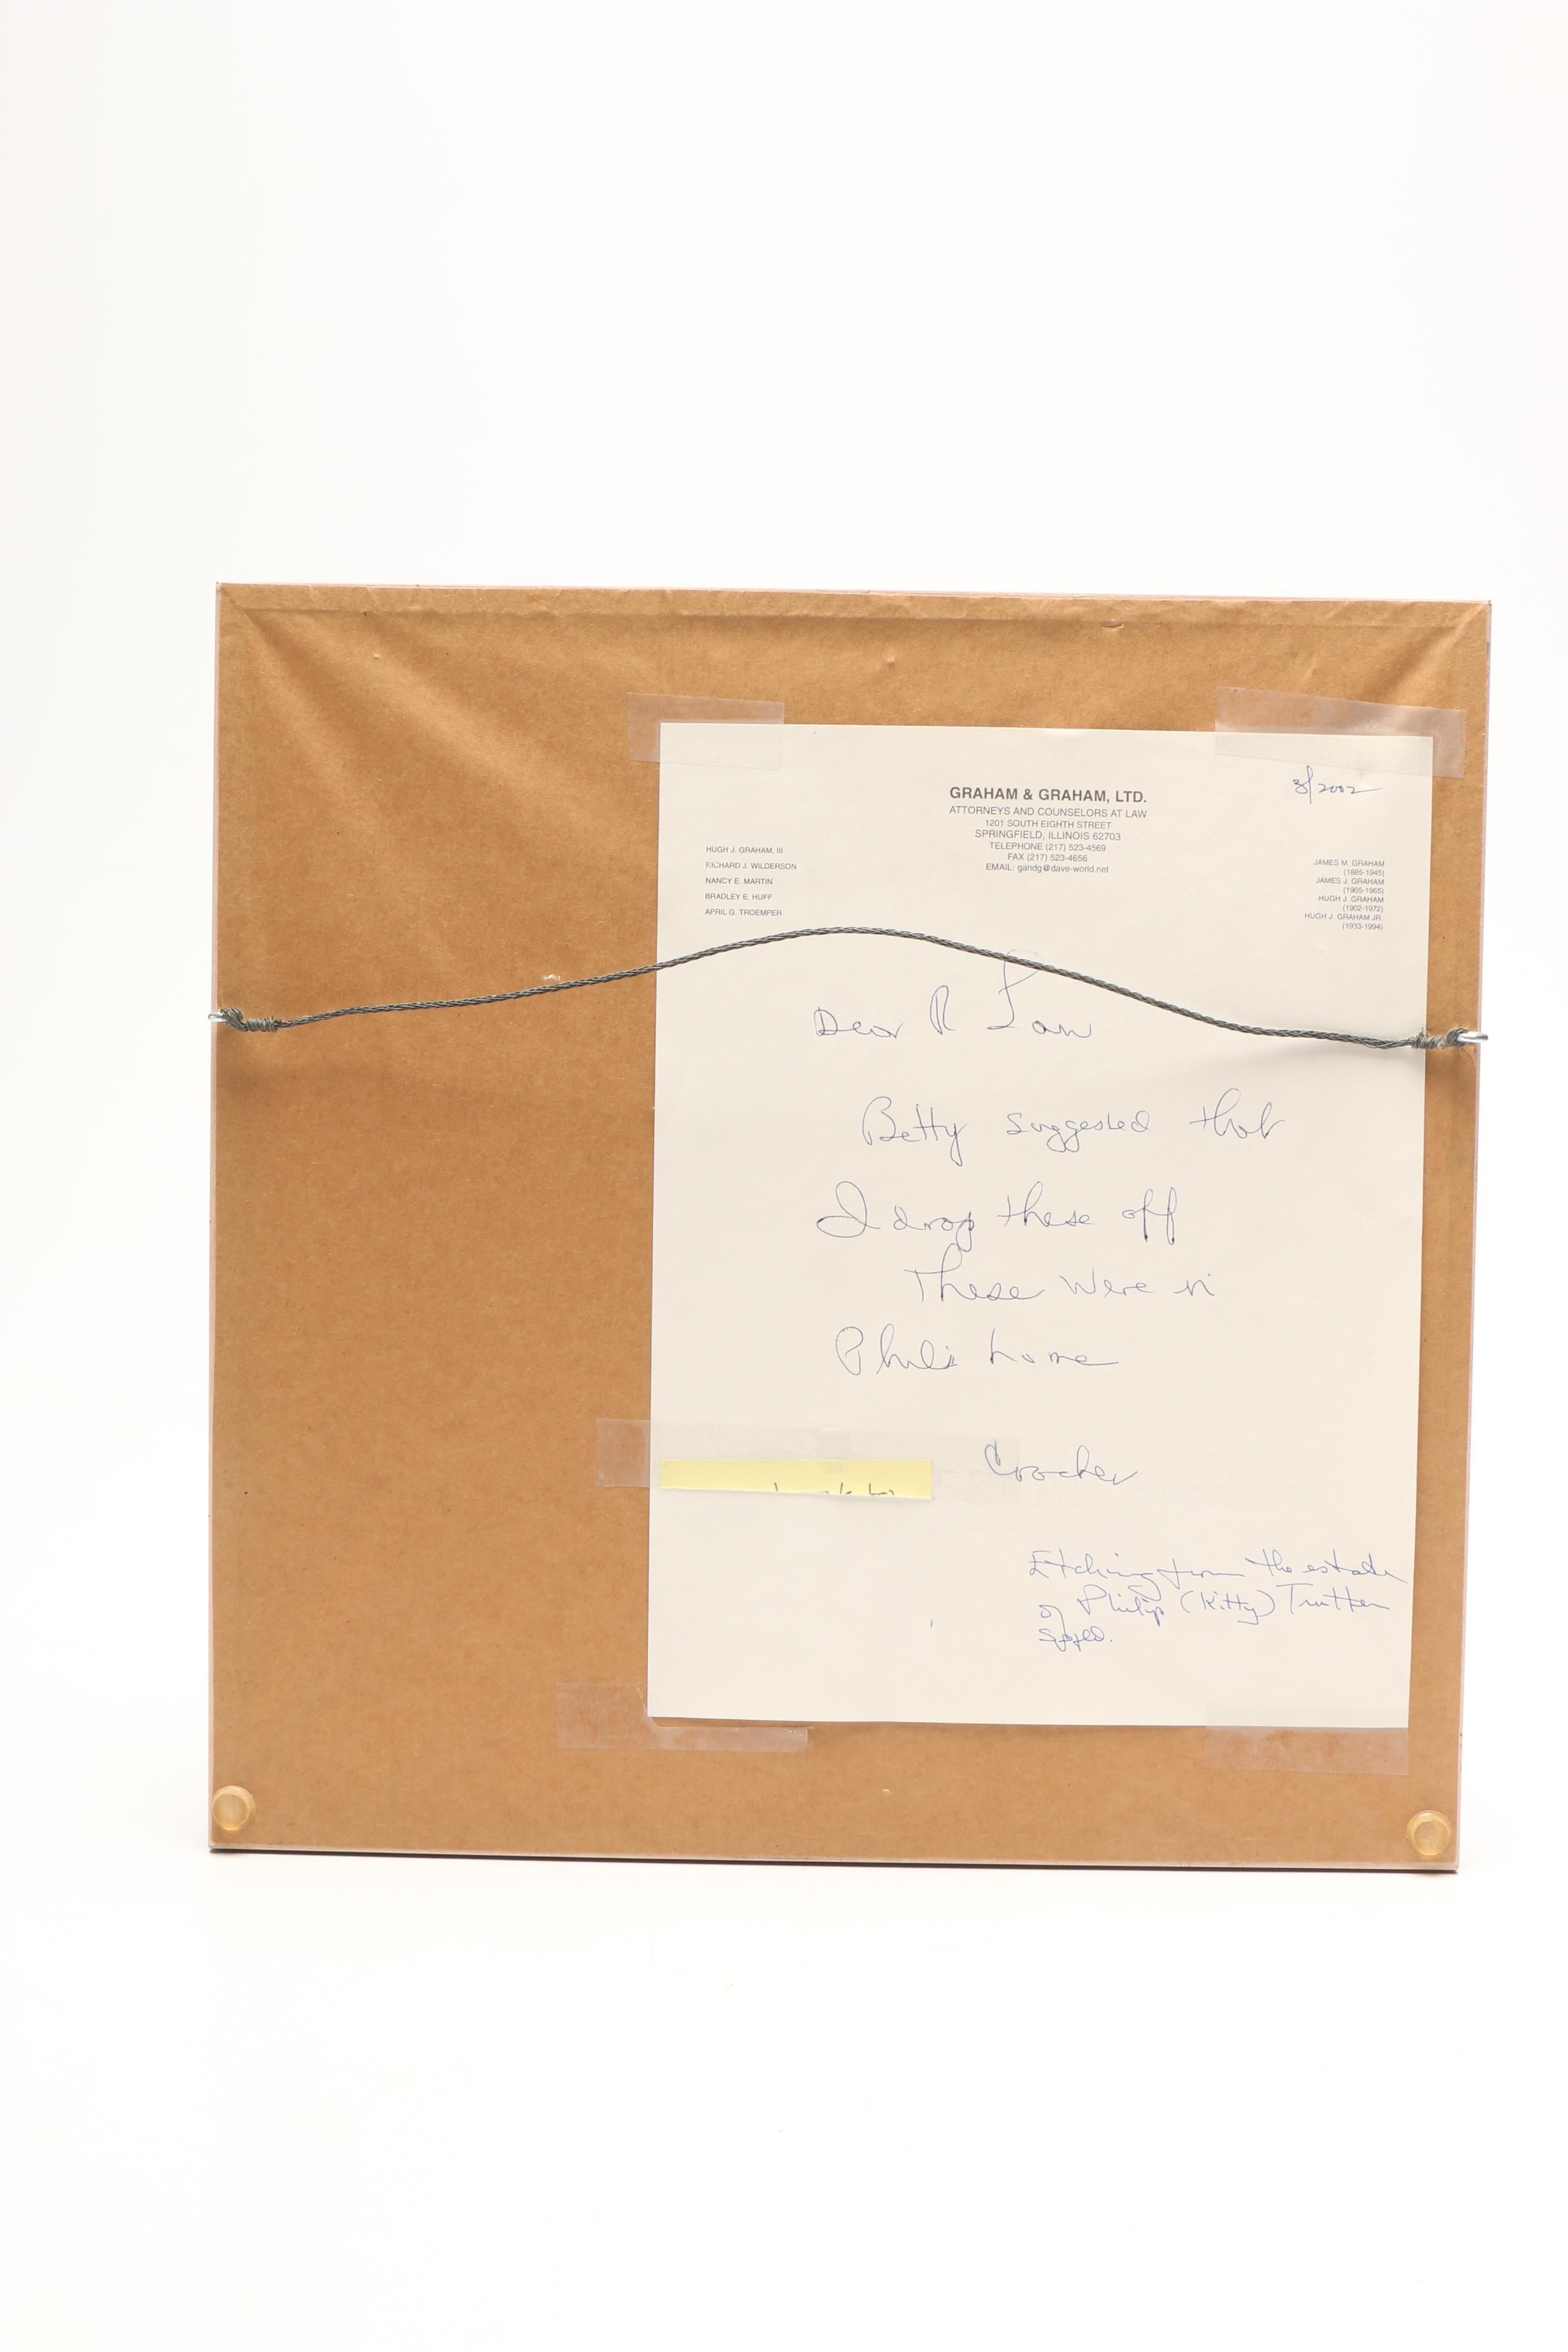 3/2002
GRAHAM & GRAHAM, LTD.
ATTORNEYS AND COUNSELORS AT LAW
1201 SOUTH EIGHTH STREET
SPRINGFIELD, ILLINOIS 62703
TELEPHONE (217) 523-4569
FAX (217) 523-4656
EMAIL: gandg@dave-world.net
HUGH J. GRAHAM, III
RICHARD J. WILDERSON
NANCY E. MARTIN
BRADLEY E. HUFF
APRIL G. TROEMPER
JAMES M. GRAHAM
(1885-1945)
JAMES J. GRAHAM
(1905-1965)
HUGH J. GRAHAM
(1902-1972)
HUGH J. GRAHAM JR.
(1933-1994)
Dear R
Betty suggested that
I drop these off
These were in
Phil's home
Etching from the estate
of Philip (Kitty)
Spfld.